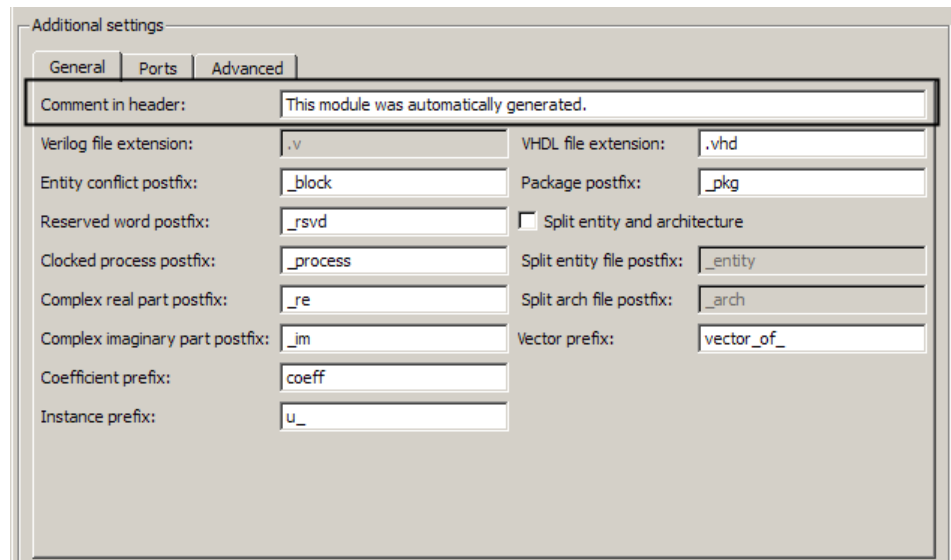 Additional settings
General Ports Advanced
Comment in header: This module was automatically generated.
Verilog file extension: .v VHDL file extension: .vhd
Entity conflict postfix: _block Package postfix: _pkg
Reserved word postfix: _rsvd Split entity and architecture
Clocked process postfix: _process Split entity file postfix: _entity
Complex real part postfix: _re Split arch file postfix: _arch
Complex imaginary part postfix: _im Vector prefix: vector_of_
Coefficient prefix: coeff
Instance prefix: u_